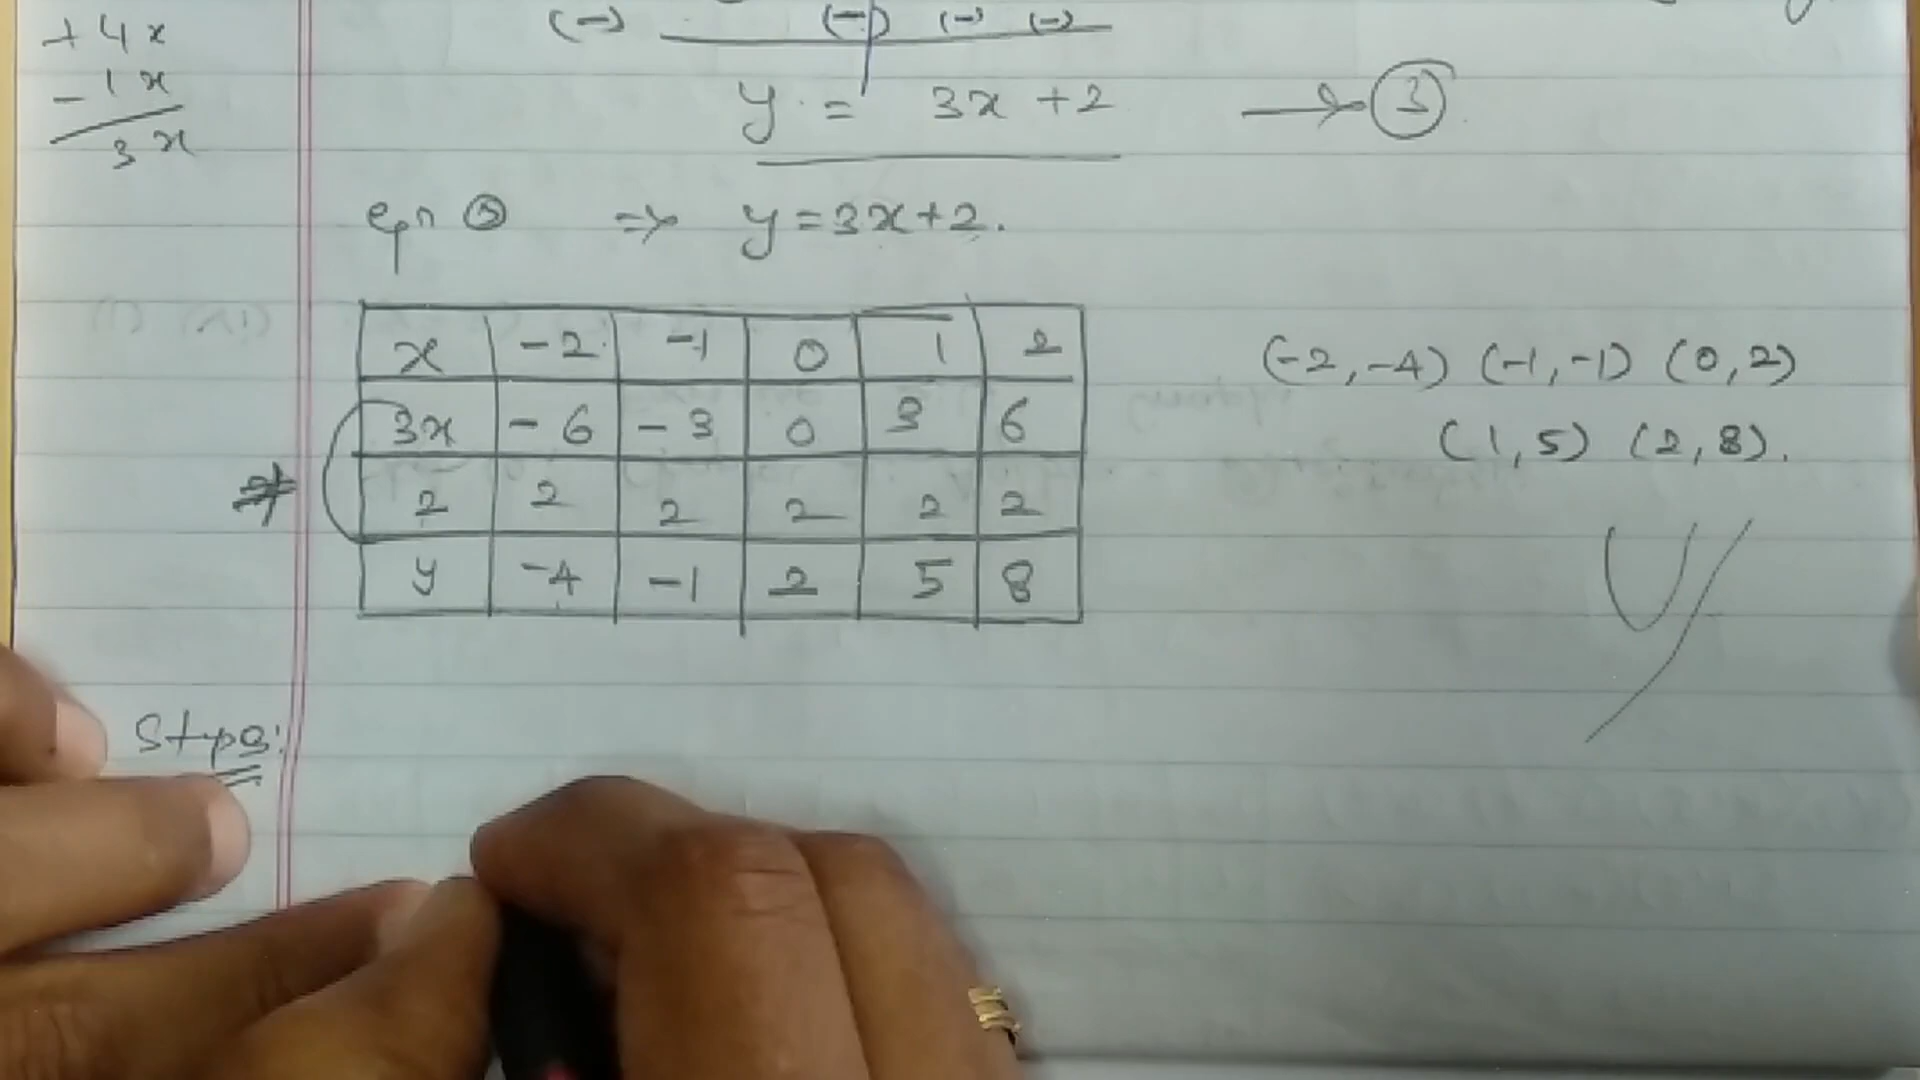 + 4x
- 1x
3x
(-) (-) (-) (-)
y = 3x + 2 → 3
eqn 3 ⇒ y = 3x + 2.
x -2 -1 0 1 2
3x -6 -3 0 3 6
2 2 2 2 2 2
y -4 -1 2 5 8
(-2, -4) (-1, -1) (0, 2)
(1, 5) (2, 8).